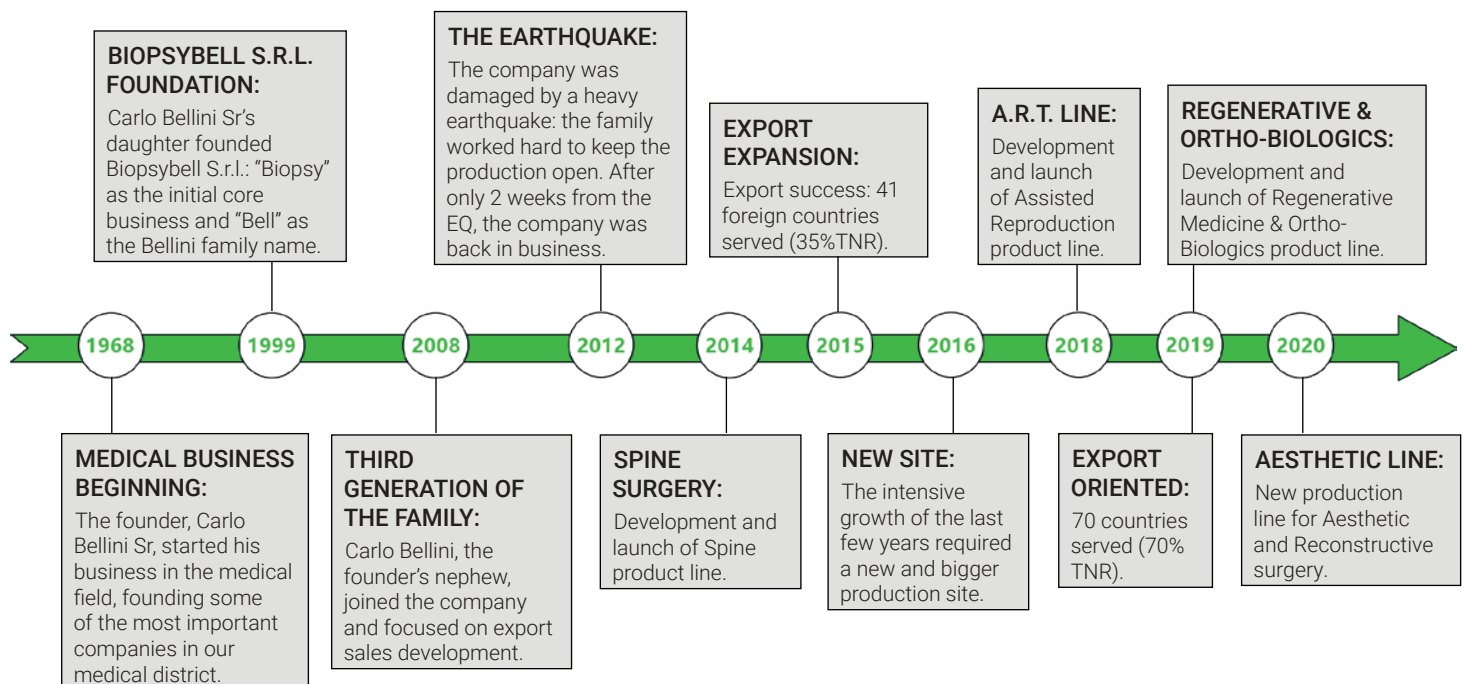 BIOPSYBELL S.R.L.
FOUNDATION:
Carlo Bellini Sr’s
daughter founded
Biopsybell S.r.l.: “Biopsy”
as the initial core
business and “Bell” as
the Bellini family name.
THE EARTHQUAKE:
The company was
damaged by a heavy
earthquake: the family
worked hard to keep the
production open. After
only 2 weeks from the
EQ, the company was
back in business.
EXPORT
EXPANSION:
Export success: 41
foreign countries
served (35%TNR).
A.R.T. LINE:
Development
and launch
of Assisted
Reproduction
product line.
REGENERATIVE &
ORTHO-BIOLOGICS:
Development and
launch of Regenerative
Medicine & Ortho-
Biologics product line.
1968
1999
2008
2012
2014
2015
2016
2018
2019
2020
MEDICAL BUSINESS
BEGINNING:
The founder, Carlo
Bellini Sr, started his
business in the medical
field, founding some
of the most important
companies in our
medical district.
THIRD
GENERATION OF
THE FAMILY:
Carlo Bellini, the
founder’s nephew,
joined the company
and focused on export
sales development.
SPINE
SURGERY:
Development and
launch of Spine
product line.
NEW SITE:
The intensive
growth of the last
few years required
a new and bigger
production site.
EXPORT
ORIENTED:
70 countries
served (70%
TNR).
AESTHETIC LINE:
New production
line for Aesthetic
and Reconstructive
surgery.